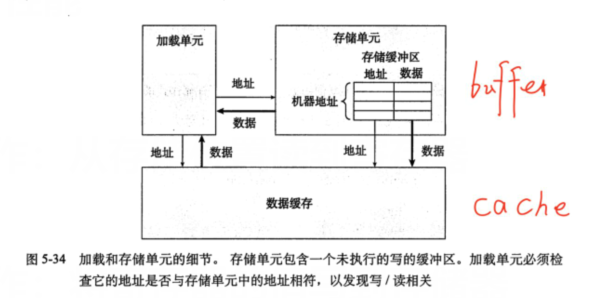 加载单元
存储单元
存储缓冲区
地址 数据
地址
机器地址
数据
buffer
地址 数据
地址 数据
数据缓存
cache
图 5-34 加载和存储单元的细节。 存储单元包含一个未执行的写的缓冲区。加载单元必须检
查它的地址是否与存储单元中的地址相符，以发现写 / 读相关